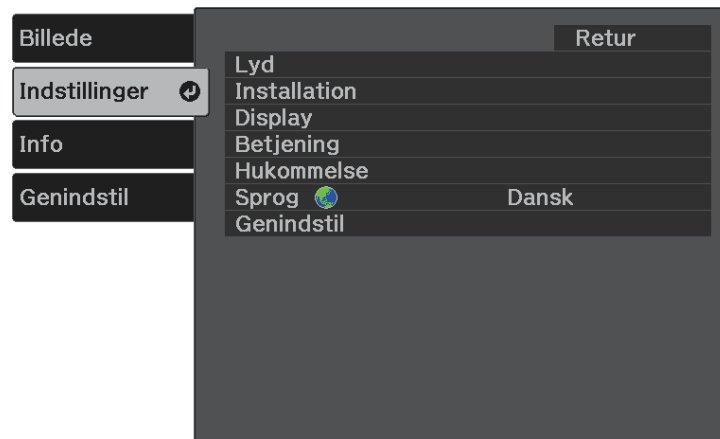 Billede
Indstillinger
Info
Genindstil
Retur
Lyd
Installation
Display
Betjening
Hukommelse
Sprog Dansk
Genindstil